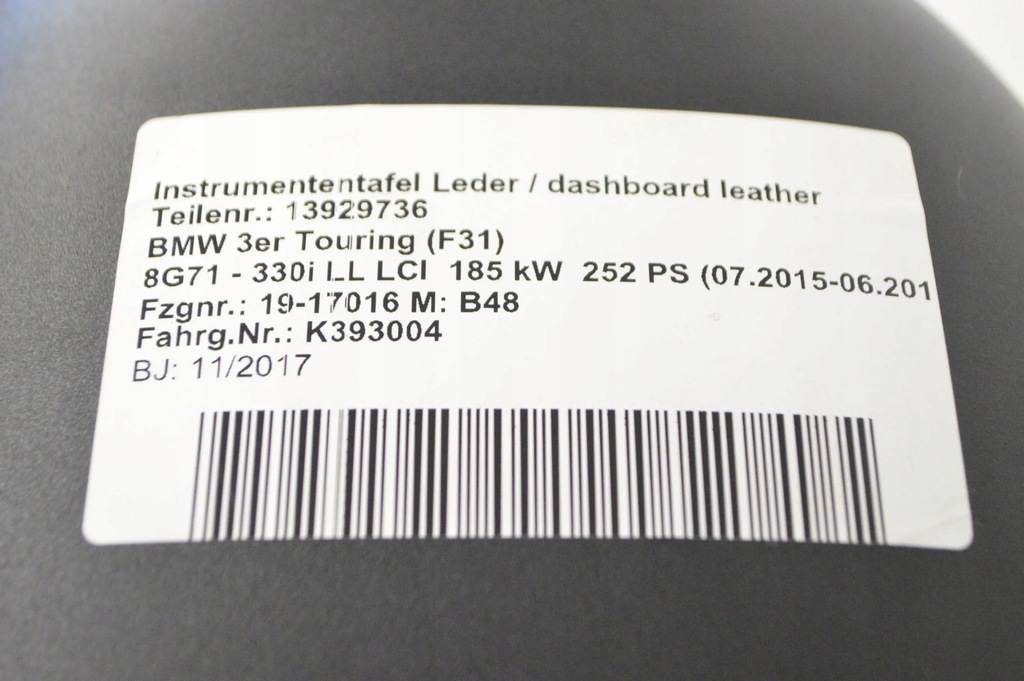 Instrumententafel Leder / dashboard leather
Teilenr.: 13929736
BMW 3er Touring (F31)
8G71 - 330i LL LCI 185 kW 252 PS (07.2015-06.201
Fzgnr.: 19-17016 M: B48
Fahrg.Nr.: K393004
BJ: 11/2017